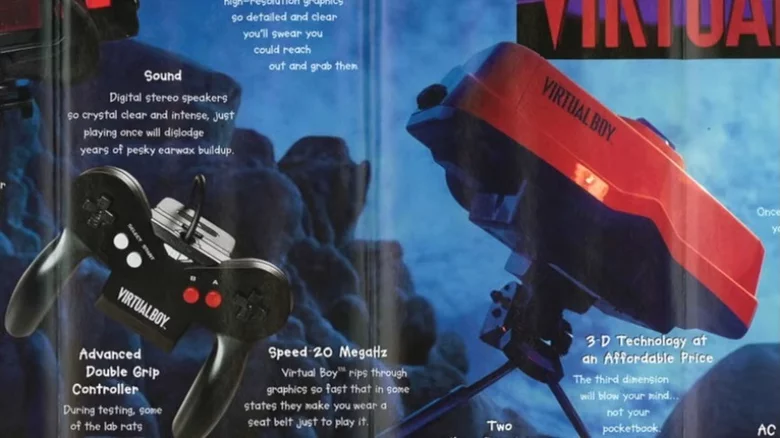 high-resolution graphics
so detailed and clear
you'll swear you
could reach
out and grab them
VIRTUAL
Sound
Digital stereo speakers
so crystal clear and intense, just
playing once will dislodge
years of pesky earwax buildup.
VIRTUAL BOY.
SELECT START
B A
VIRTUAL BOY.
Once
Advanced
Double Grip
Controller
During testing, some
of the lab rats
Speed-20 MegaHz
Virtual Boy™ rips through
graphics so fast that in some
states they make you wear a
seat belt just to play it.
3-D Technology at
an Affordable Price
The third dimension
will blow your mind...
not your
pocketbook.
Two
AC